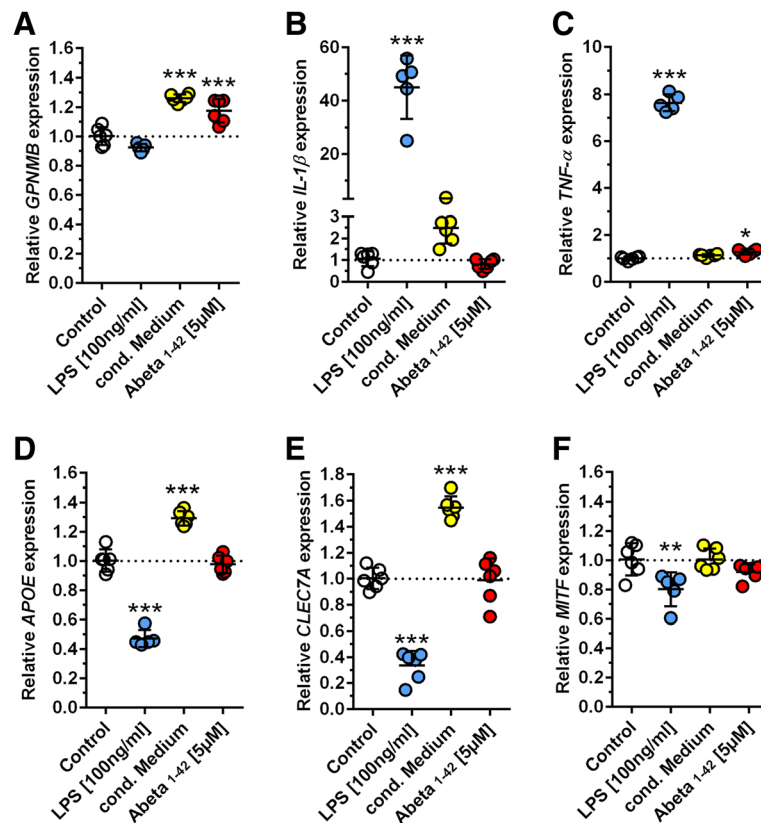 A
Relative GPNMB expression
1.6
1.4
1.2
1.0
0.8
0.6
0.4
0.2
0.0
***
***
Control
LPS [100ng/ml]
cond. Medium
Abeta 1-42 [5µM]
B
Relative IL-1β expression
60
40
20
3
2
1
0
***
Control
LPS [100ng/ml]
cond. Medium
Abeta 1-42 [5µM]
C
Relative TNF-α expression
10
8
6
4
2
0
***
*
Control
LPS [100ng/ml]
cond. Medium
Abeta 1-42 [5µM]
D
Relative APOE expression
1.6
1.4
1.2
1.0
0.8
0.6
0.4
0.2
0.0
***
***
Control
LPS [100ng/ml]
cond. Medium
Abeta 1-42 [5µM]
E
Relative CLEC7A expression
1.8
1.6
1.4
1.2
1.0
0.8
0.6
0.4
0.2
0.0
***
***
Control
LPS [100ng/ml]
cond. Medium
Abeta 1-42 [5µM]
F
Relative MITF expression
1.6
1.4
1.2
1.0
0.8
0.6
0.4
0.2
0.0
**
Control
LPS [100ng/ml]
cond. Medium
Abeta 1-42 [5µM]